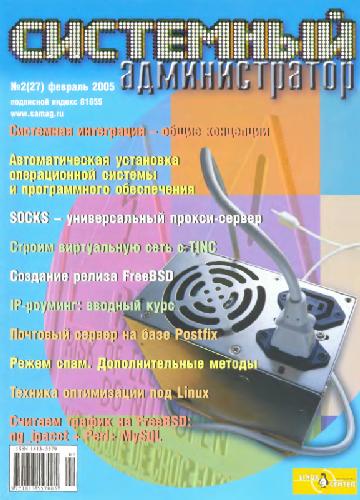 СИСТЕМНЫЙ
администратор
№2(27) февраль 2005
подписной индекс 81655
www.samag.ru
Системная интеграция – общие концепции
Автоматическая установка
операционной системы
и программного обеспечения
SOCKS – универсальный прокси-сервер
Строим виртуальную сеть с TINC
Создание релиза FreeBSD
IP-роуминг: вводный курс
Почтовый сервер на базе Postfix
Режем спам. Дополнительные методы
Техника оптимизации под Linux
Считаем трафик на FreeBSD:
ng_ipacct + Perl + MySQL